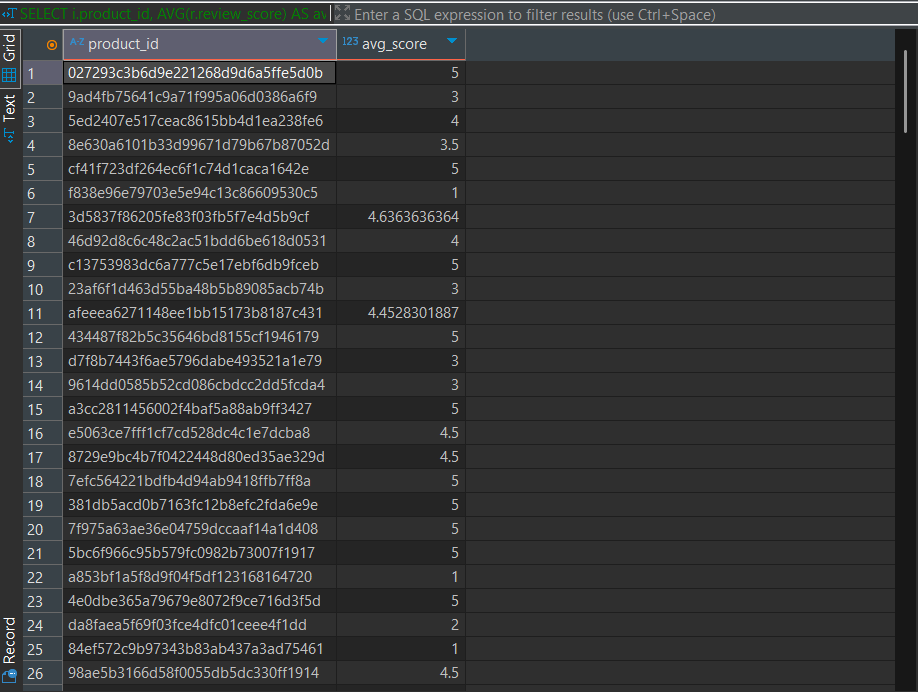 SELECT i.product_id, AVG(r.review_score) AS av Enter a SQL expression to filter results (use Ctrl+Space)
Grid
Text
Record
A-Z product_id 123 avg_score
1 027293c3b6d9e221268d9d6a5ffe5d0b 5
2 9ad4fb75641c9a71f995a06d0386a6f9 3
3 5ed2407e517ceac8615bb4d1ea238fe6 4
4 8e630a6101b33d99671d79b67b87052d 3.5
5 cf41f723df264ec6f1c74d1caca1642e 5
6 f838e96e79703e5e94c13c86609530c5 1
7 3d5837f86205fe83f03fb5f7e4d5b9cf 4.6363636364
8 46d92d8c6c48c2ac51bdd6be618d0531 4
9 c13753983dc6a777c5e17ebf6db9fceb 5
10 23af6f1d463d55ba48b5b89085acb74b 3
11 afeeea6271148ee1bb15173b8187c431 4.4528301887
12 434487f82b5c35646bd8155cf1946179 5
13 d7f8b7443f6ae5796dabe493521a1e79 3
14 9614dd0585b52cd086cbdcc2dd5fcda4 3
15 a3cc2811456002f4baf5a88ab9ff3427 5
16 e5063ce7fff1cf7cd528dc4c1e7dcba8 4.5
17 8729e9bc4b7f0422448d80ed35ae329d 4.5
18 7efc564221bdfb4d94ab9418ffb7ff8a 5
19 381db5acd0b7163fc12b8efc2fda6e9e 5
20 7f975a63ae36e04759dccaaf14a1d408 5
21 5bc6f966c95b579fc0982b73007f1917 5
22 a853bf1a5f8d9f04f5df123168164720 1
23 4e0dbe365a79679e8072f9ce716d3f5d 5
24 da8faea5f69f03fce4dfc01ceee4f1dd 2
25 84ef572c9b97343b83ab437a3ad75461 1
26 98ae5b3166d58f0055db5dc330ff1914 4.5